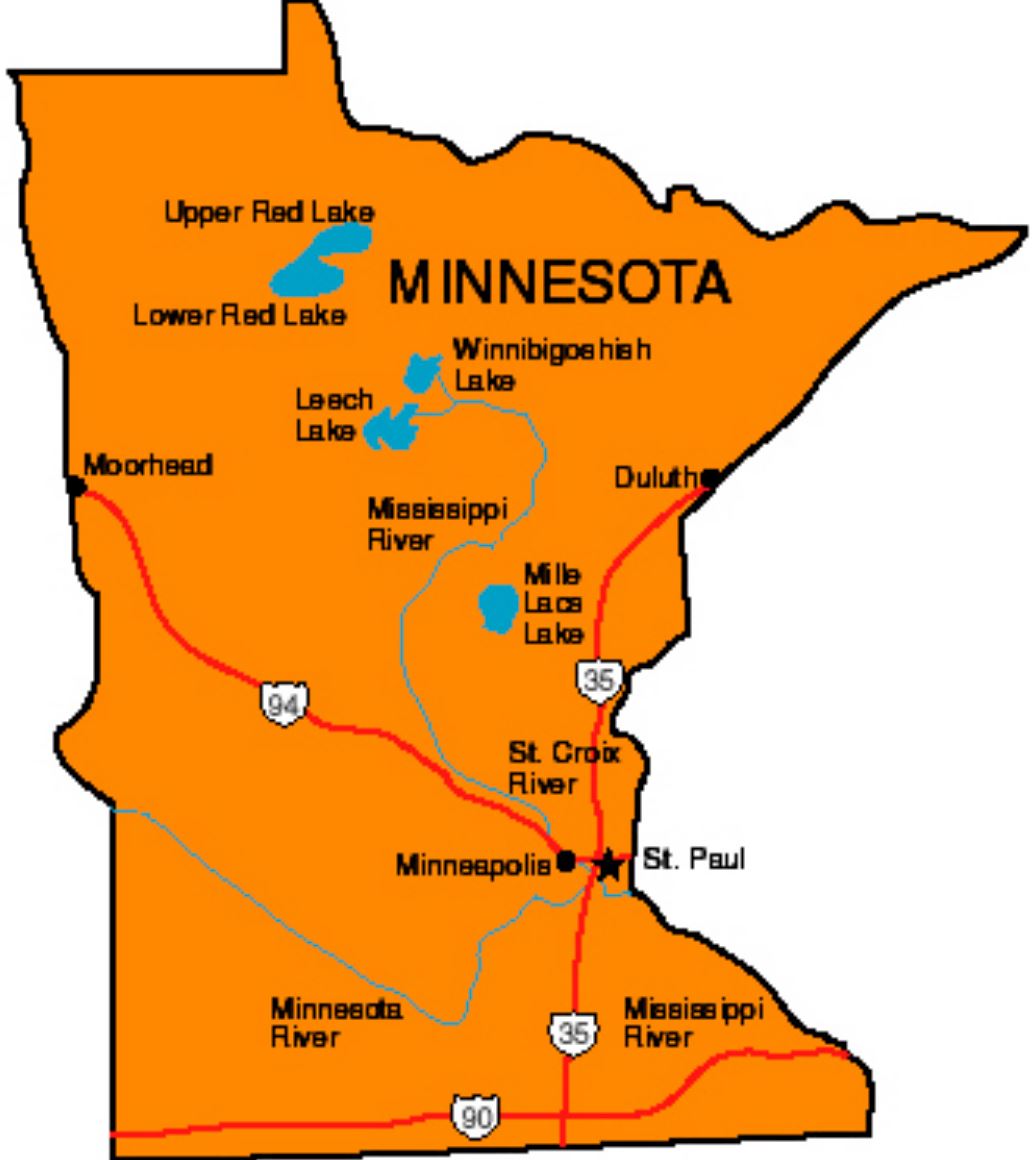 Upper Red Lake
MINNESOTA
Lower Red Lake
Winnibigoshish
Lake
Leech
Lake
Moorhead
Duluth
Mississippi
River
Mille
Lacs
Lake
35
94
St. Croix
River
Minneapolis
St. Paul
Minnesota
River
35
Mississippi
River
90